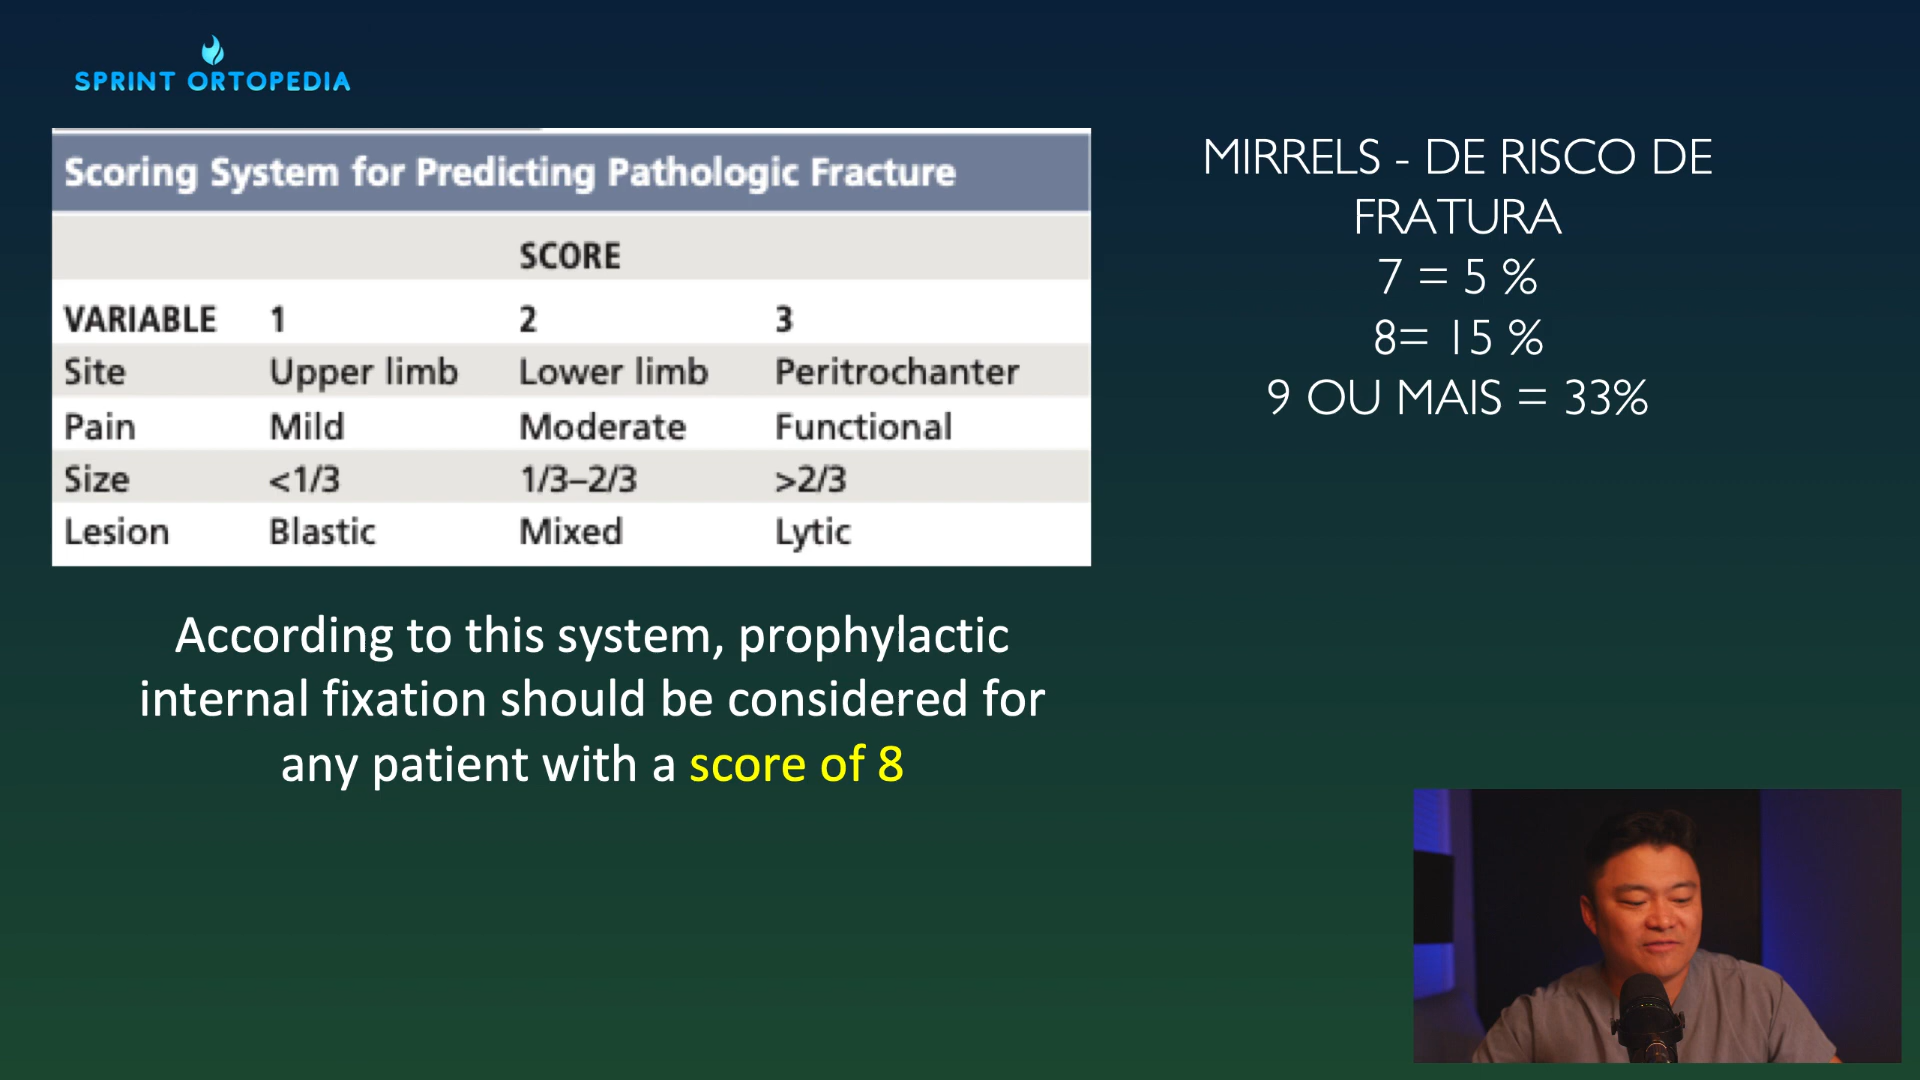 SPRINT ORTOPEDIA
Scoring System for Predicting Pathologic Fracture
SCORE
VARIABLE 1 2 3
Site Upper limb Lower limb Peritrochanter
Pain Mild Moderate Functional
Size <1/3 1/3–2/3 >2/3
Lesion Blastic Mixed Lytic
According to this system, prophylactic
internal fixation should be considered for
any patient with a score of 8
MIRRELS - DE RISCO DE
FRATURA
7 = 5 %
8= 15 %
9 OU MAIS = 33%